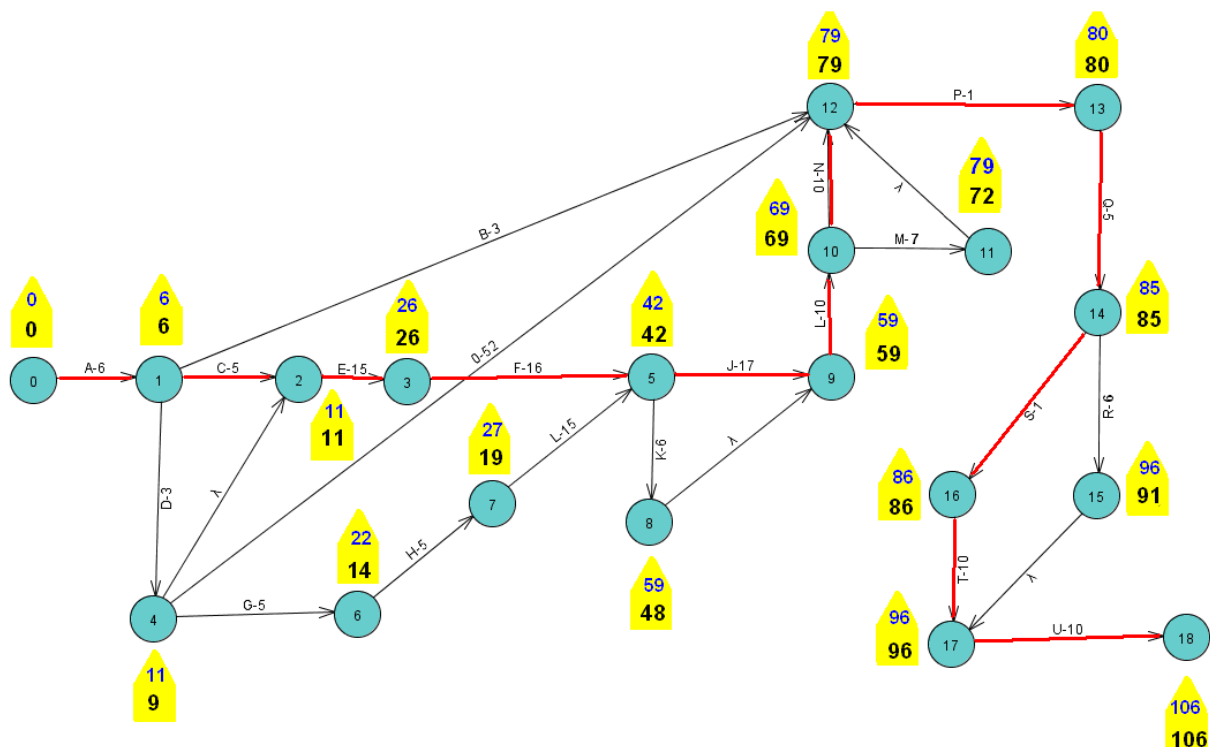 79
79
80
80
12
P-1
13
79
72
N-10
λ
Q-5
69
69
B-3
10
M-7
11
0
0
6
6
26
26
42
42
L-10
59
59
14
85
85
0-52
A-6
C-5
E-15
F-16
J-17
0
1
2
3
5
9
11
11
27
19
L-15
K-6
λ
S-1
R-6
D-3
λ
7
8
86
86
16
15
96
91
22
14
H-5
59
48
T-10
λ
4
G-5
6
96
96
17
U-10
18
11
9
106
106